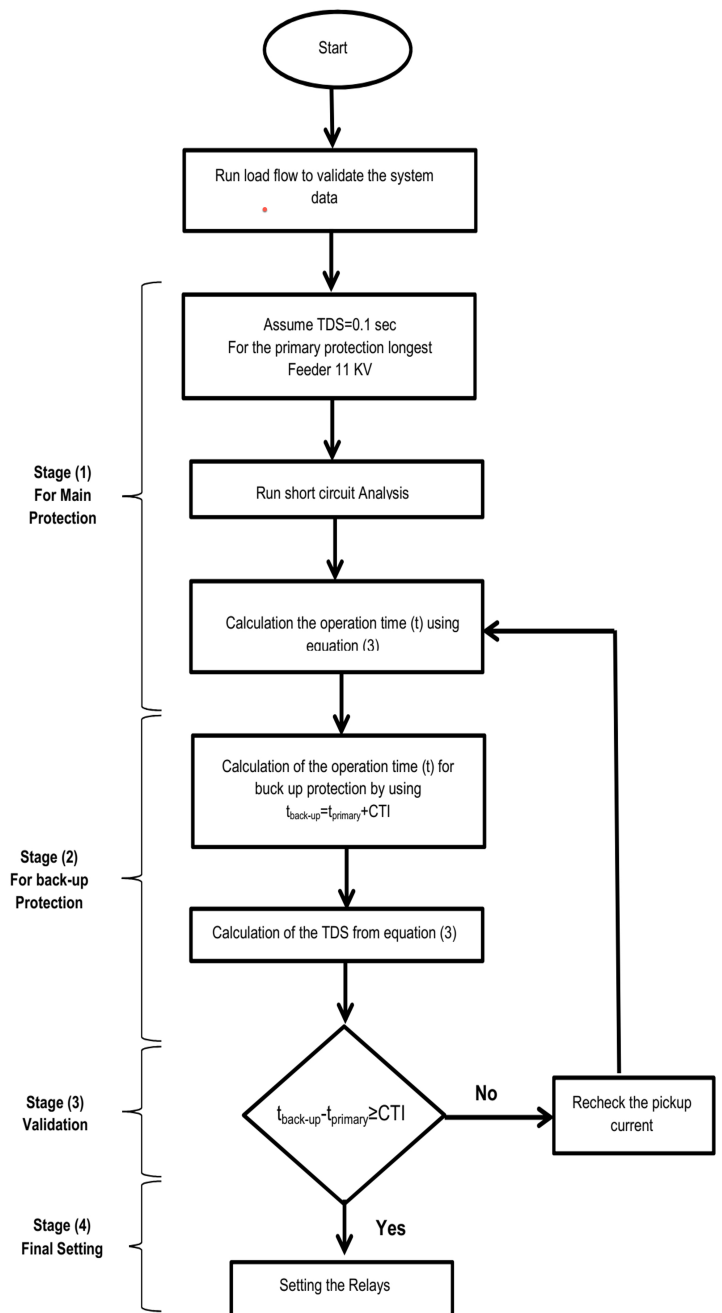 Start
Run load flow to validate the system
data
Assume TDS=0.1 sec
For the primary protection longest
Feeder 11 KV
Stage (1)
For Main
Protection
Run short circuit Analysis
Calculation the operation time (t) using
equation (3)
Calculation of the operation time (t) for
buck up protection by using
tback-up=tprimary+CTI
Stage (2)
For back-up
Protection
Calculation of the TDS from equation (3)
Stage (3)
Validation
tback-up-tprimary≥CTI
No
Recheck the pickup
current
Stage (4)
Final Setting
Yes
Setting the Relays